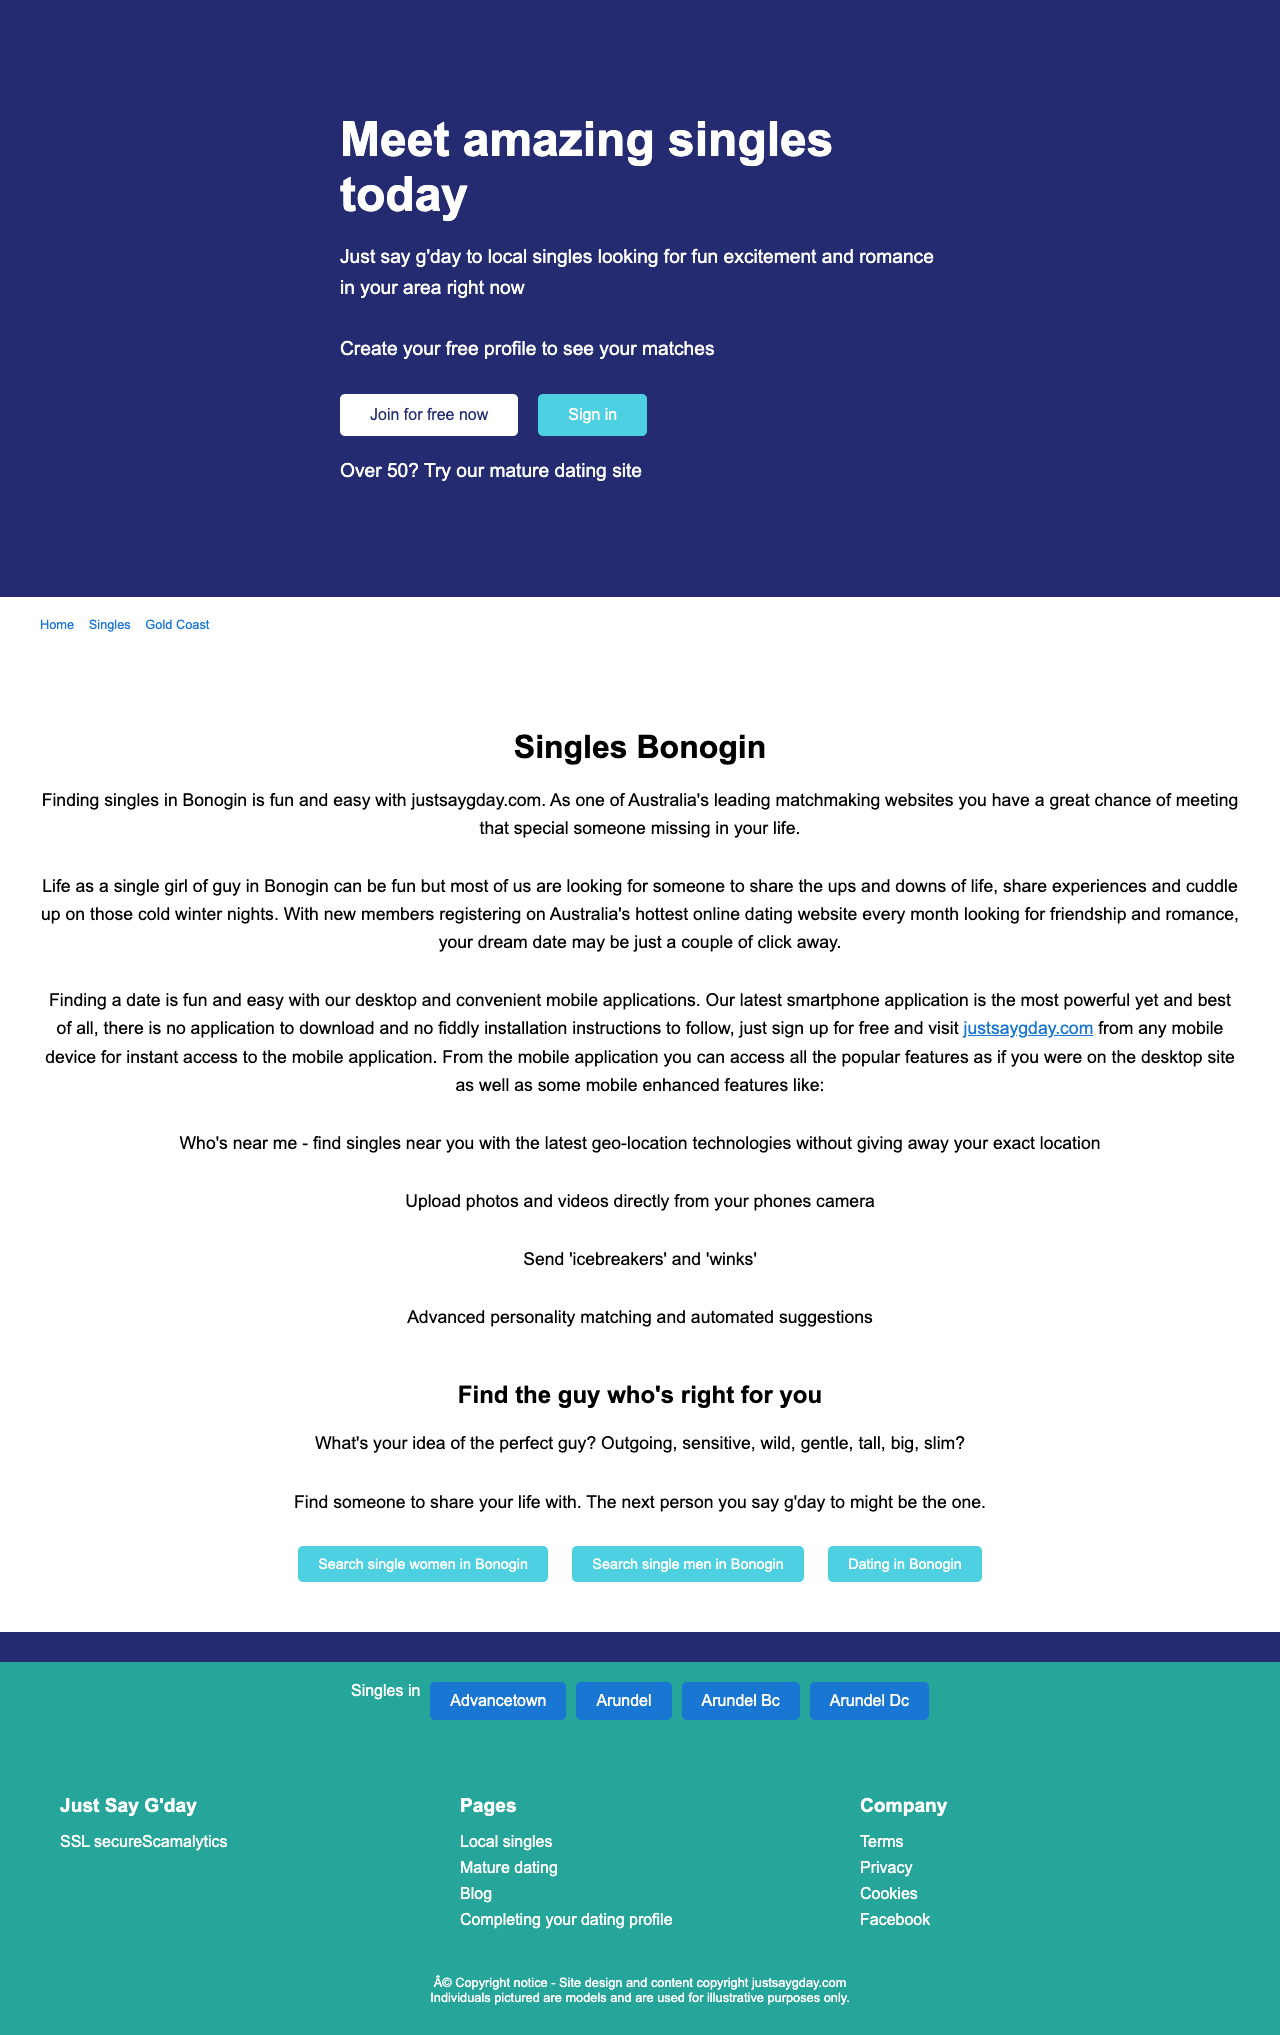 Meet amazing singles
today
Just say g'day to local singles looking for fun excitement and romance
in your area right now
Create your free profile to see your matches
Join for free now
Sign in
Over 50? Try our mature dating site
Home
Singles
Gold Coast
Singles Bonogin
Finding singles in Bonogin is fun and easy with justsaygday.com. As one of Australia's leading matchmaking websites you have a great chance of meeting
that special someone missing in your life.
Life as a single girl of guy in Bonogin can be fun but most of us are looking for someone to share the ups and downs of life, share experiences and cuddle
up on those cold winter nights. With new members registering on Australia's hottest online dating website every month looking for friendship and romance,
your dream date may be just a couple of click away.
Finding a date is fun and easy with our desktop and convenient mobile applications. Our latest smartphone application is the most powerful yet and best
of all, there is no application to download and no fiddly installation instructions to follow, just sign up for free and visit justsaygday.com from any mobile
device for instant access to the mobile application. From the mobile application you can access all the popular features as if you were on the desktop site
as well as some mobile enhanced features like:
Who's near me - find singles near you with the latest geo-location technologies without giving away your exact location
Upload photos and videos directly from your phones camera
Send 'icebreakers' and 'winks'
Advanced personality matching and automated suggestions
Find the guy who's right for you
What's your idea of the perfect guy? Outgoing, sensitive, wild, gentle, tall, big, slim?
Find someone to share your life with. The next person you say g'day to might be the one.
Search single women in Bonogin
Search single men in Bonogin
Dating in Bonogin
Singles in
Advancetown
Arundel
Arundel Bc
Arundel Dc
Just Say G'day
SSL secureScamalytics
Pages
Local singles
Mature dating
Blog
Completing your dating profile
Company
Terms
Privacy
Cookies
Facebook
Â© Copyright notice - Site design and content copyright justsaygday.com
Individuals pictured are models and are used for illustrative purposes only.